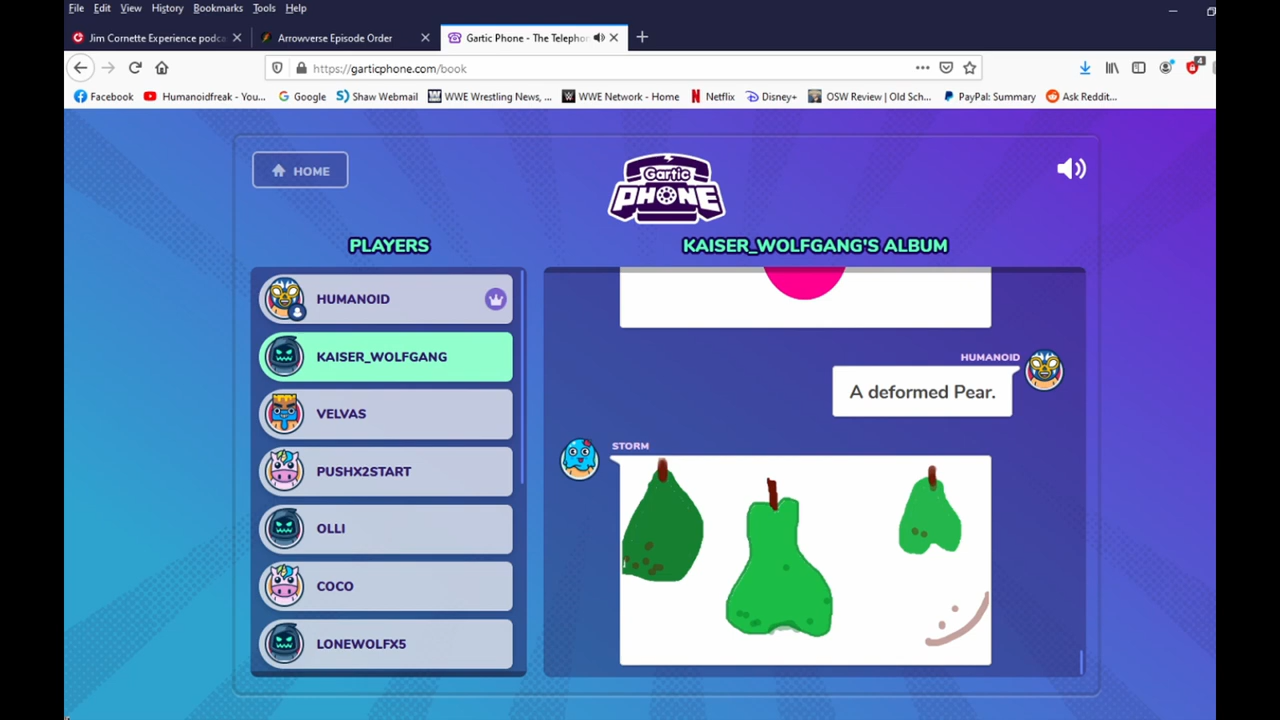 File Edit View History Bookmarks Tools Help
Jim Cornette Experience podca
Arrowverse Episode Order
Gartic Phone - The Telephon
https://garticphone.com/book
4
Facebook
Humanoidfreak - You...
Google
Shaw Webmail
WWE Wrestling News, ...
WWE Network - Home
Netflix
Disney+
OSW Review | Old Sch...
PayPal: Summary
Ask Reddit...
HOME
Gartic
PHONE
PLAYERS
KAISER_WOLFGANG'S ALBUM
HUMANOID
KAISER_WOLFGANG
VELVAS
PUSHX2START
OLLI
COCO
LONEWOLFX5
HUMANOID
A deformed Pear.
STORM